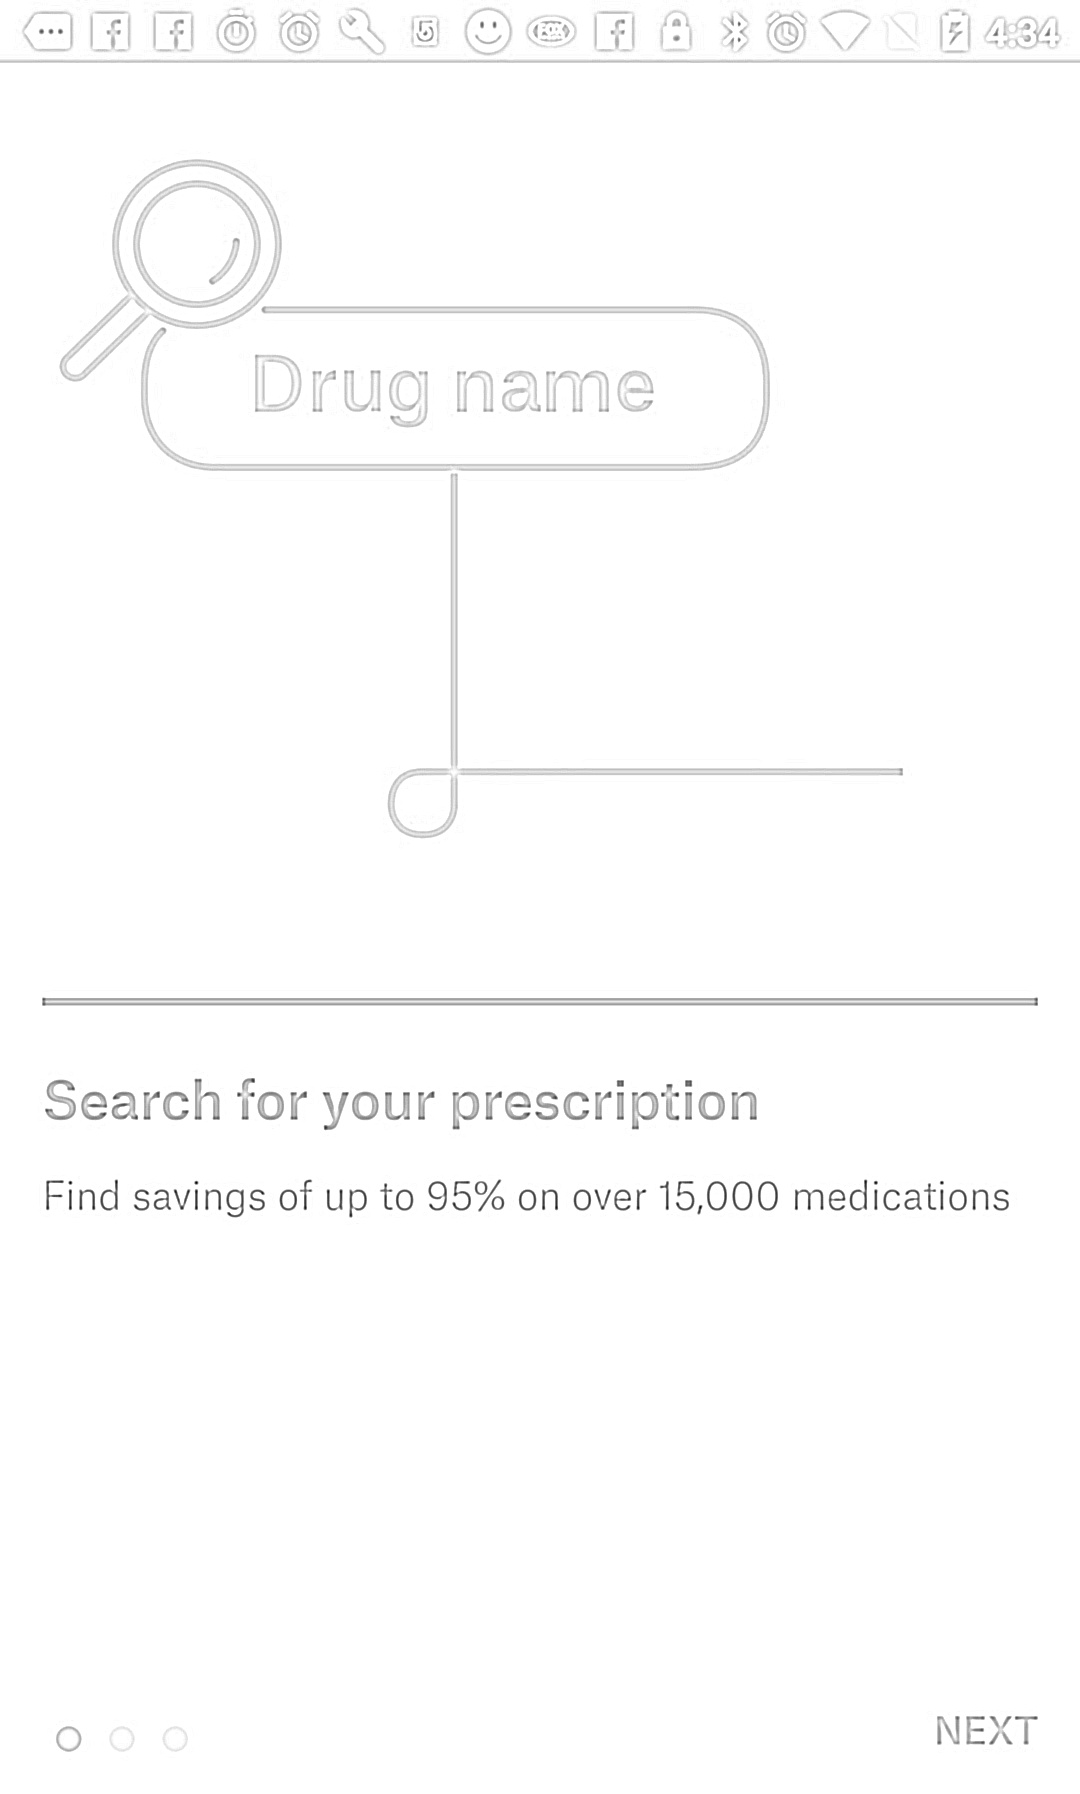 4:34
Drug name
Search for your prescription
Find savings of up to 95% on over 15,000 medications
NEXT